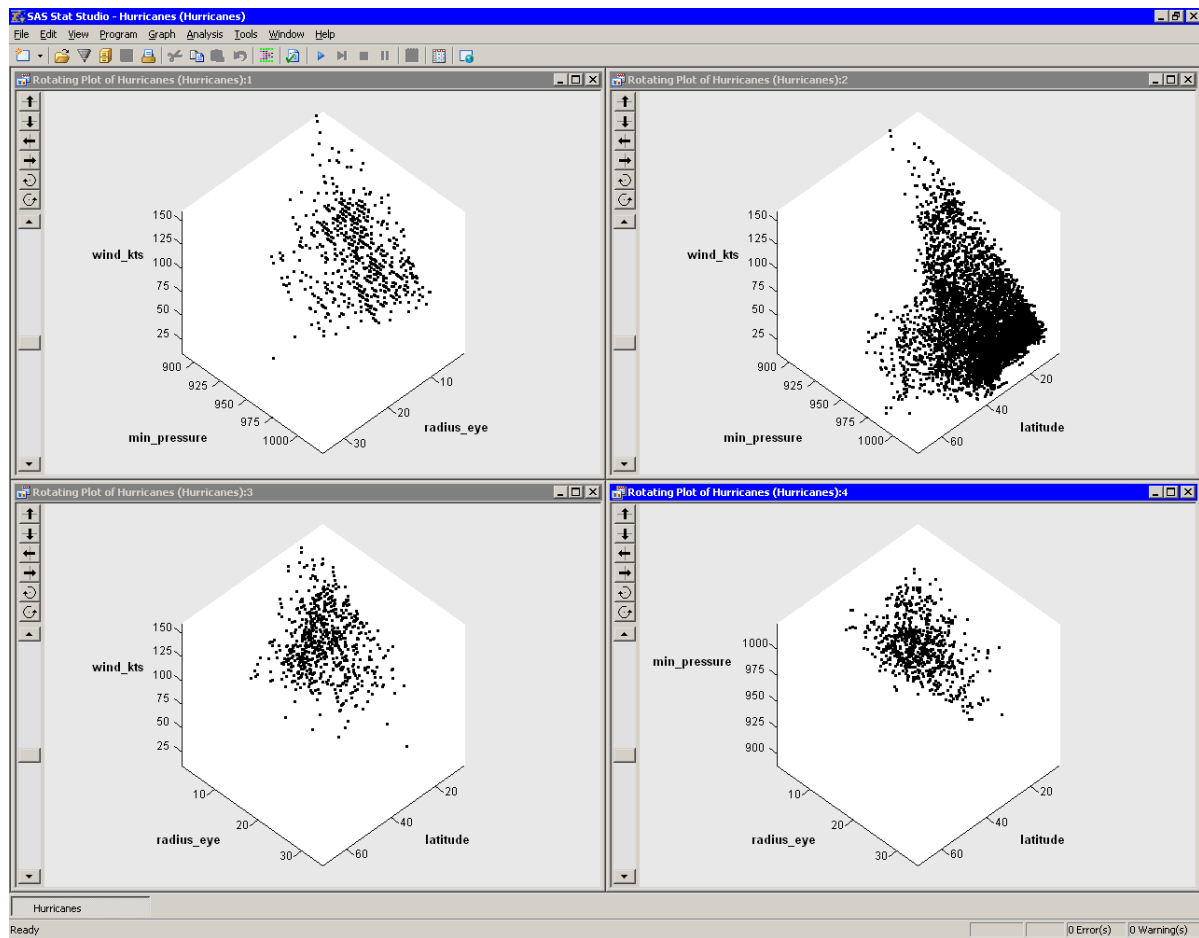 SAS Stat Studio - Hurricanes (Hurricanes)
File Edit View Program Graph Analysis Tools Window Help
Rotating Plot of Hurricanes (Hurricanes):1
150
125
wind_kts
100
75
50
25
900
925
950
975
1000
min_pressure
10
20
30
radius_eye
Rotating Plot of Hurricanes (Hurricanes):2
150
125
wind_kts
100
75
50
25
900
925
950
975
1000
min_pressure
20
40
60
latitude
Rotating Plot of Hurricanes (Hurricanes):3
150
125
wind_kts
100
75
50
25
10
20
30
radius_eye
20
40
60
latitude
Rotating Plot of Hurricanes (Hurricanes):4
1000
min_pressure
975
950
925
900
10
20
30
radius_eye
20
40
60
latitude
Hurricanes
Ready
0 Error(s) 0 Warning(s)